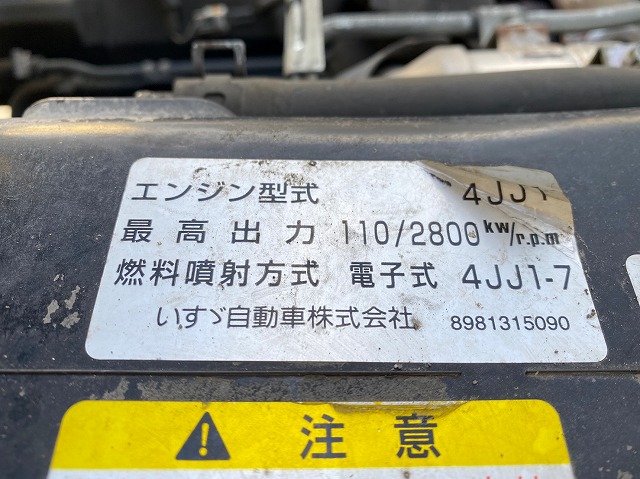 エンジン型式 4JJ1
最高出力 110/2800 kw/r.p.m
燃料噴射方式 電子式 4JJ1-7
いすゞ自動車株式会社 8981315090
注意